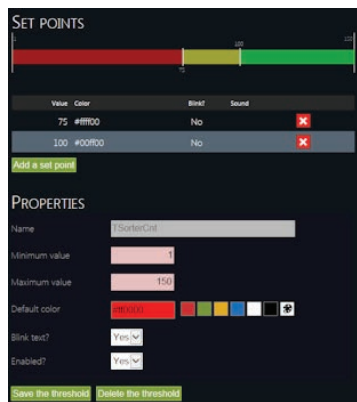 SET POINTS
1 100 150
75
Value Color Blink? Sound
75 #ffff00 No
100 #00ff00 No
Add a set point
PROPERTIES
Name TSorterCnt
Minimum value 1
Maximum value 150
Default color #ff0000
Blink text? Yes
Enabled? Yes
Save the threshold Delete the threshold